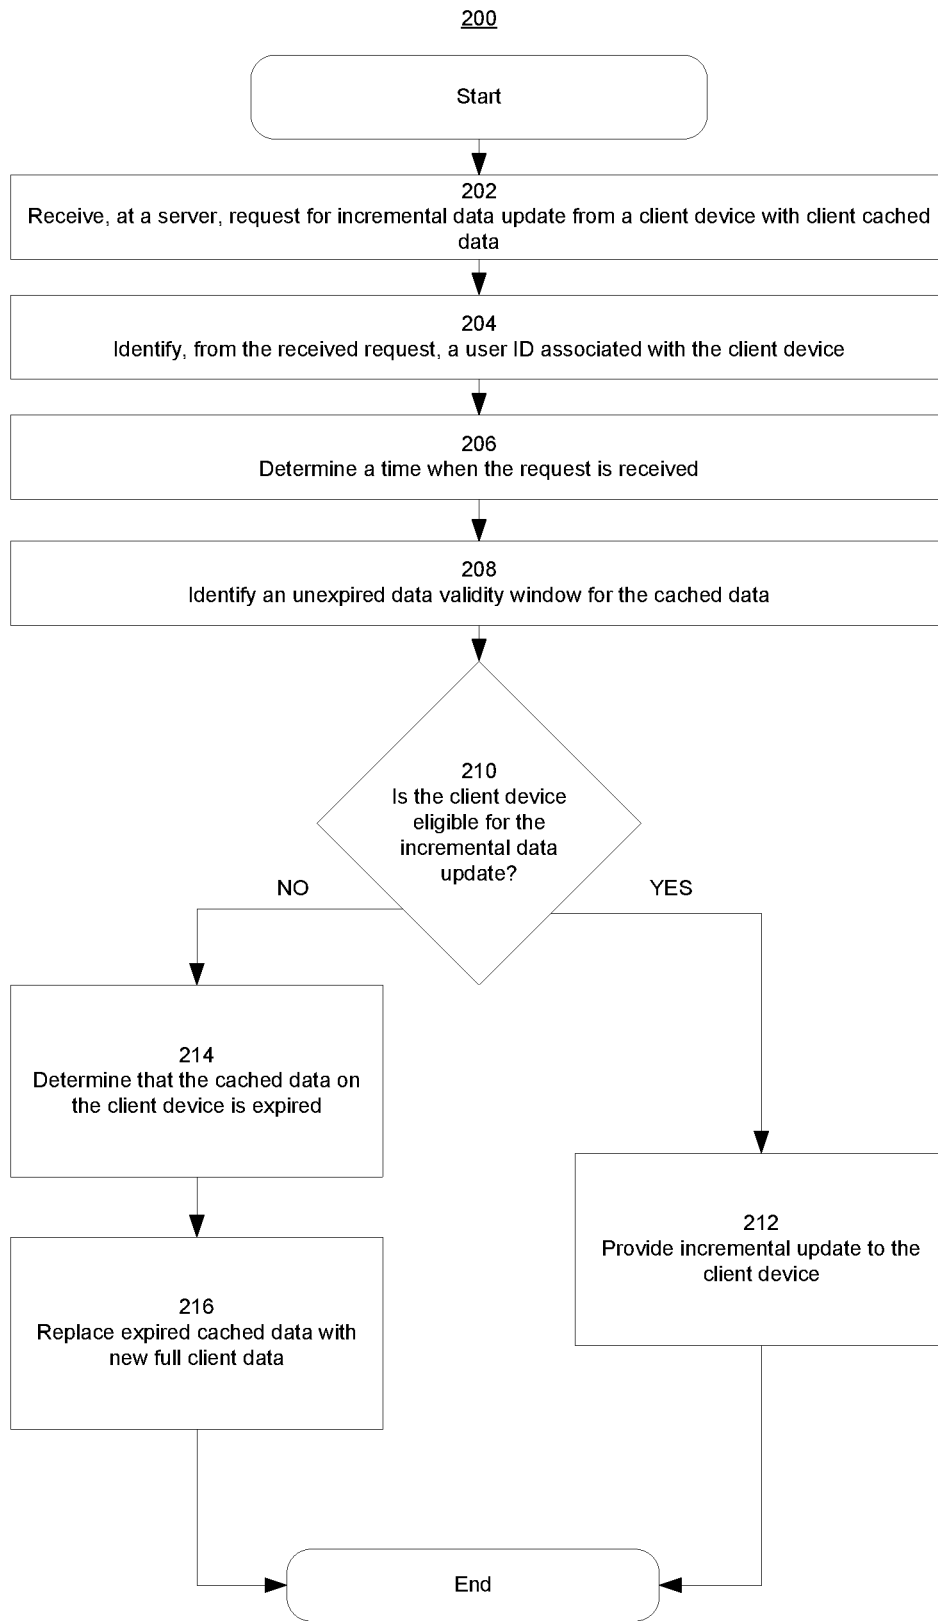 200
Start
202
Receive, at a server, request for incremental data update from a client device with client cached
data
204
Identify, from the received request, a user ID associated with the client device
206
Determine a time when the request is received
208
Identify an unexpired data validity window for the cached data
210
Is the client device
eligible for the
incremental data
update?
NO
YES
214
Determine that the cached data on
the client device is expired
212
Provide incremental update to the
client device
216
Replace expired cached data with
new full client data
End